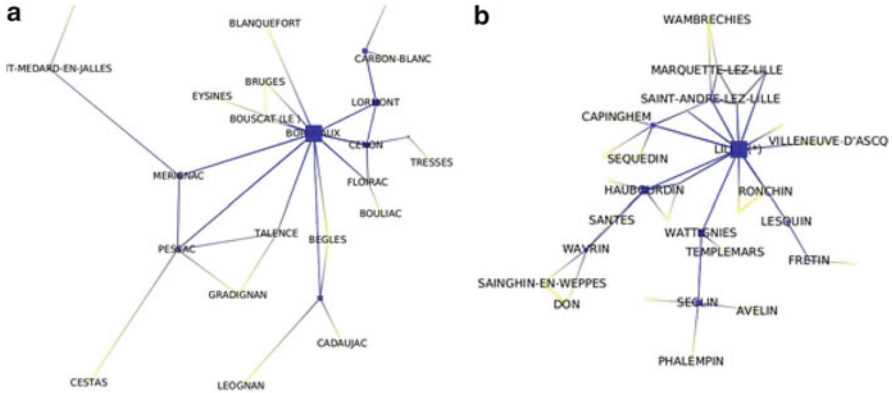 a
BLANQUEFORT
CARBON-BLANC
T-MEDARD-EN-JALLES
BRUGES
EYSINES
LORMONT
BOUSCAT (LE )
BORDEAUX
CENON
TRESSES
MERIGNAC
FLOIRAC
BOULIAC
TALENCE
BEGLES
PESSAC
GRADIGNAN
CADAUJAC
CESTAS
LEOGNAN
b
WAMBRECHIES
MARQUETTE-LEZ-LILLE
SAINT-ANDRE-LEZ-LILLE
CAPINGHEM
VILLENEUVE-D'ASCQ
LILLE (*)
SEQUEDIN
HAUBOURDIN
RONCHIN
SANTES
LESQUIN
WATTIGNIES
WAVRIN
TEMPLEMARS
FRETIN
SAINGHIN-EN-WEPPES
DON
SECLIN
AVELIN
PHALEMPIN